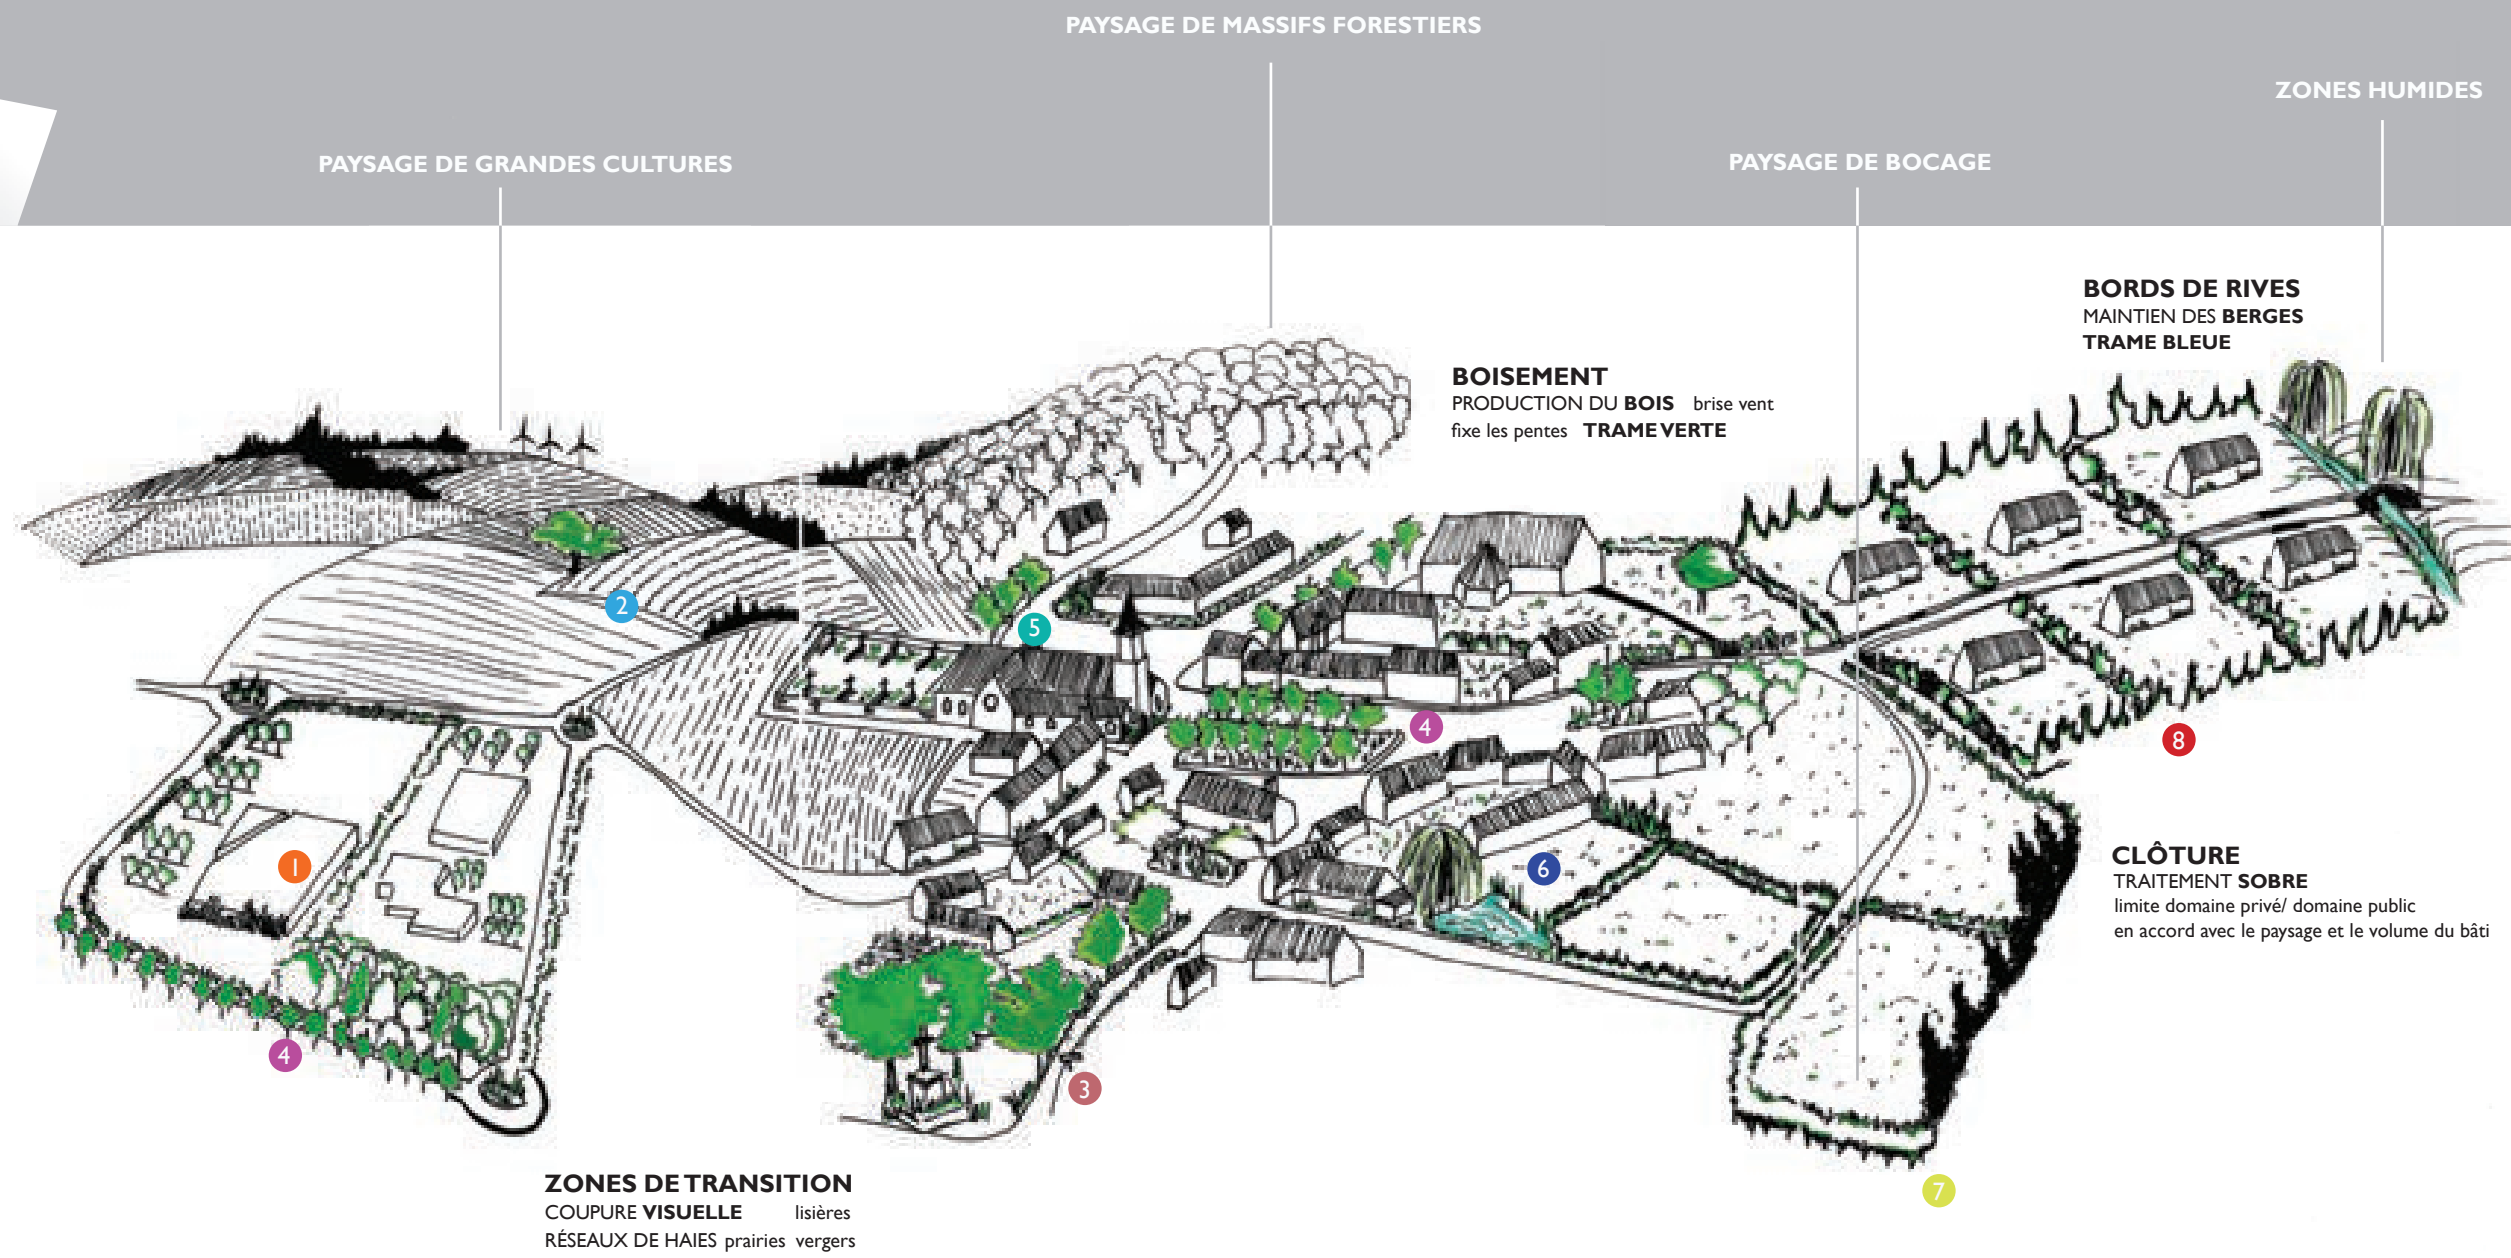 PAYSAGE DE MASSIFS FORESTIERS
ZONES HUMIDES
PAYSAGE DE GRANDES CULTURES
PAYSAGE DE BOCAGE
BORDS DE RIVES
MAINTIEN DES BERGES
TRAME BLEUE
BOISEMENT
PRODUCTION DU BOIS brise vent
fixe les pentes TRAME VERTE
2
5
4
8
1
6
CLÔTURE
TRAITEMENT SOBRE
limite domaine privé/ domaine public
en accord avec le paysage et le volume du bâti
4
3
7
ZONES DE TRANSITION
COUPURE VISUELLE lisières
RÉSEAUX DE HAIES prairies vergers